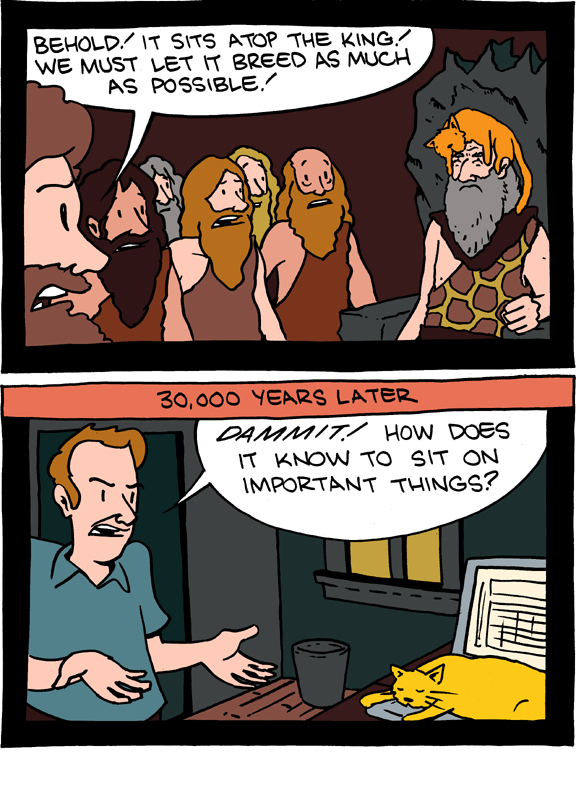 BEHOLD! IT SITS ATOP THE KING!
WE MUST LET IT BREED AS MUCH
AS POSSIBLE!
30,000 YEARS LATER
DAMMIT! HOW DOES
IT KNOW TO SIT ON
IMPORTANT THINGS?